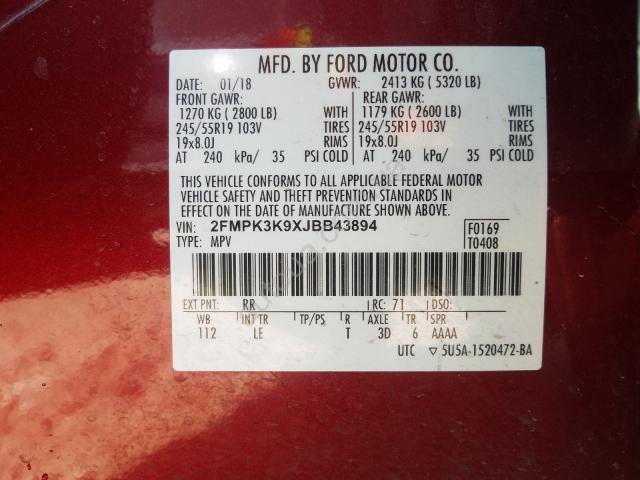 MFD. BY FORD MOTOR CO.
DATE: 01/18 GVWR: 2413 KG ( 5320 LB)
FRONT GAWR: REAR GAWR:
1270 KG ( 2800 LB) WITH 1179 KG ( 2600 LB) WITH
245/55R19 103V TIRES 245/55R19 103V TIRES
19x8.0J RIMS 19x8.0J RIMS
AT 240 kPa/ 35 PSI COLD AT 240 kPa/ 35 PSI COLD
THIS VEHICLE CONFORMS TO ALL APPLICABLE FEDERAL MOTOR
VEHICLE SAFETY AND THEFT PREVENTION STANDARDS IN
EFFECT ON THE DATE OF MANUFACTURE SHOWN ABOVE.
VIN: 2FMPK3K9XJBB43894 F0169
TYPE: MPV T0408
EXT PNT: RR RC: 71 DSO:
WB INT TR TP/PS R AXLE TR SPR
112 LE T 3D 6 AAAA
UTC ▽ 5U5A-1520472-BA